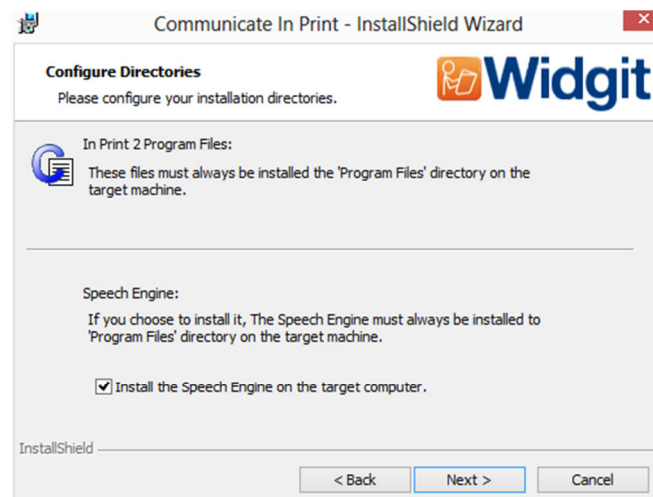 Communicate In Print - InstallShield Wizard
Configure Directories
Please configure your installation directories.
Widgit
In Print 2 Program Files:
These files must always be installed the 'Program Files' directory on the
target machine.
Speech Engine:
If you choose to install it, The Speech Engine must always be installed to
'Program Files' directory on the target machine.
Install the Speech Engine on the target computer.
InstallShield
< Back
Next >
Cancel